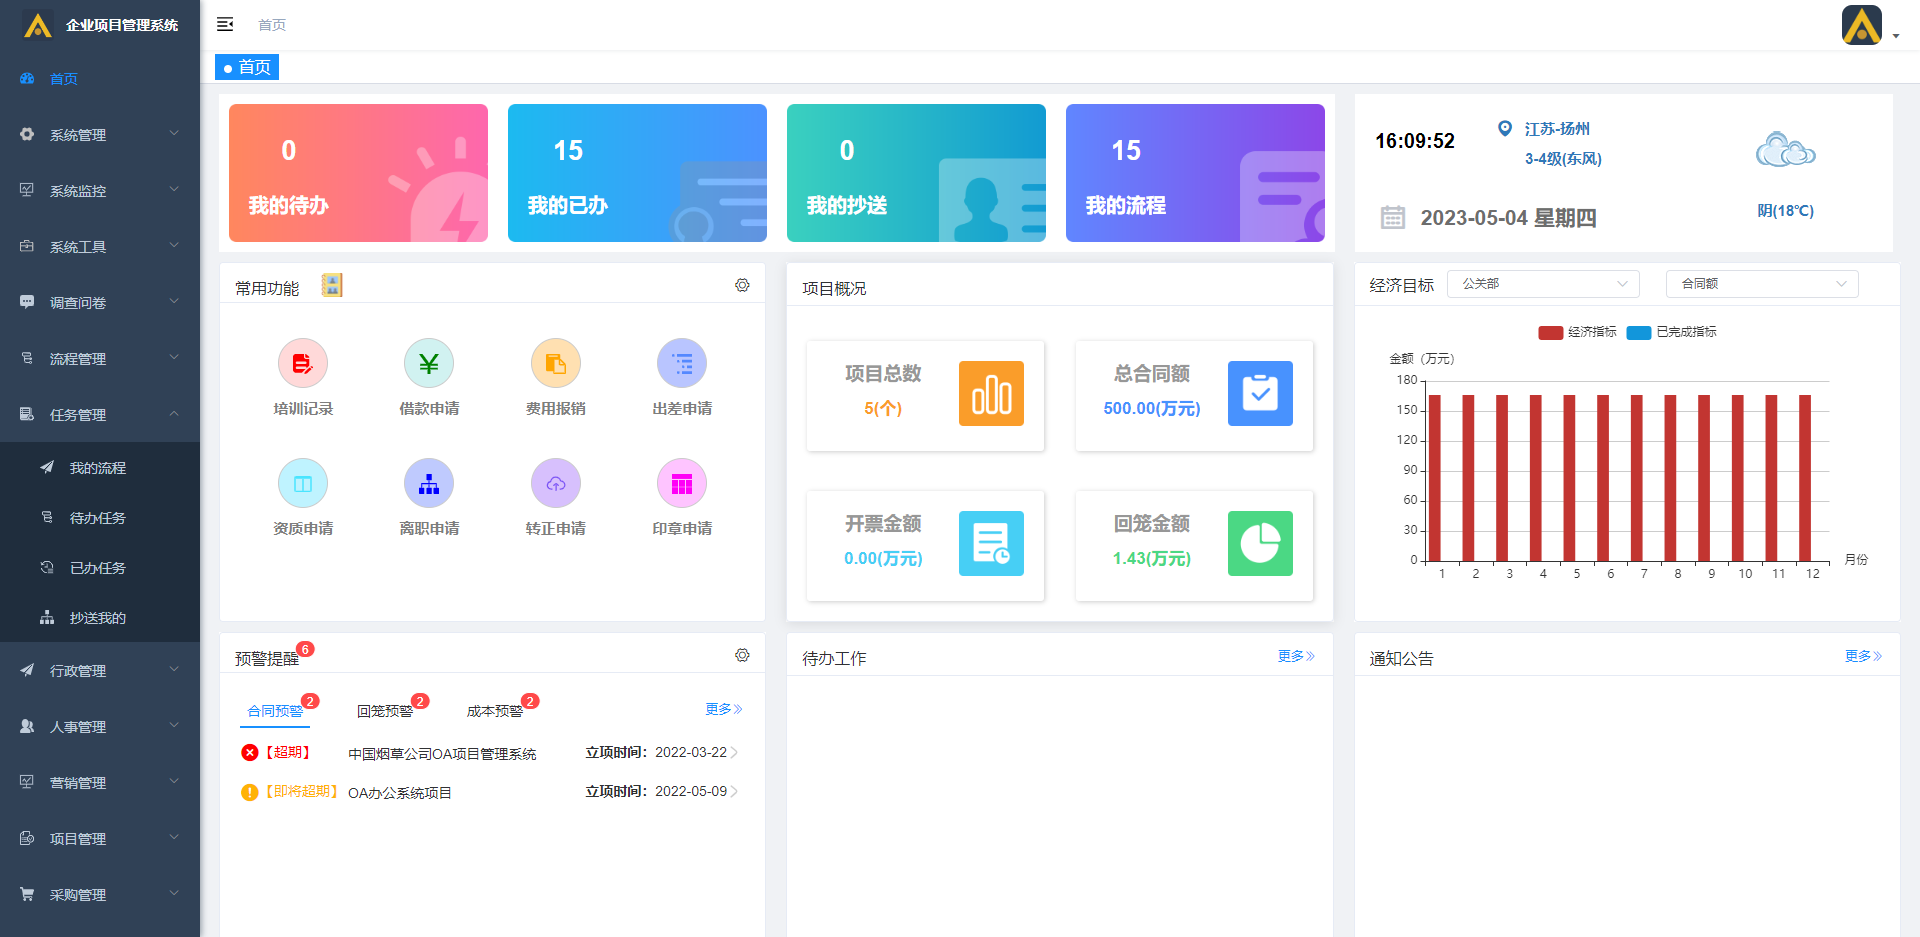 企业项目管理系统
首页
系统管理
系统监控
系统工具
调查问卷
流程管理
任务管理
我的流程
待办任务
已办任务
抄送我的
行政管理
人事管理
营销管理
项目管理
采购管理
首页
首页
0
我的待办
15
我的已办
0
我的抄送
15
我的流程
16:09:52
江苏-扬州
3-4级(东风)
2023-05-04 星期四
阴(18℃)
常用功能
培训记录
借款申请
费用报销
出差申请
资质申请
离职申请
转正申请
印章申请
项目概况
项目总数
5(个)
总合同额
500.00(万元)
开票金额
0.00(万元)
回笼金额
1.43(万元)
经济目标
公关部
合同额
经济指标
已完成指标
金额（万元）
180
150
120
90
60
30
0
1 2 3 4 5 6 7 8 9 10 11 12
月份
预警提醒 6
合同预警 2
回笼预警 2
成本预警 2
更多
【超期】 中国烟草公司OA项目管理系统 立项时间：2022-03-22
【即将超期】 OA办公系统项目 立项时间：2022-05-09
待办工作
更多
通知公告
更多